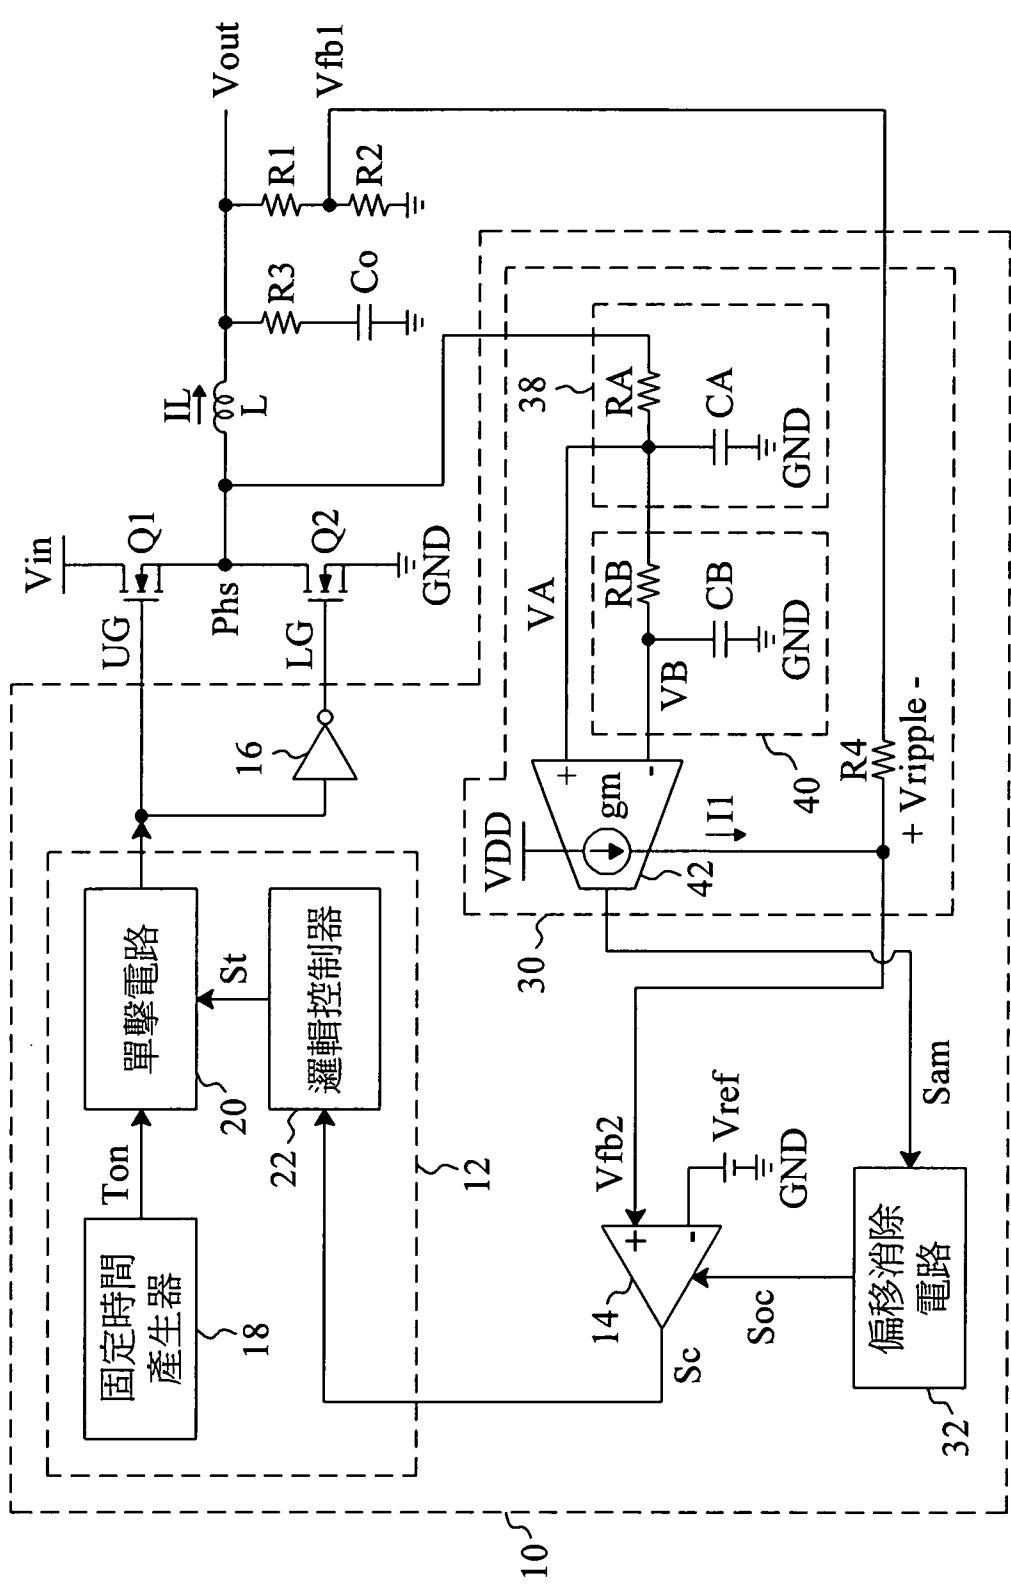 Vout
Vfb1
R1
R2
R3
Co
IL
L
Vin
Q1
UG
Phs
Q2
LG
GND
16
38
RA
CA
GND
VA
RB
CB
GND
VB
40
+
-
gm
VDD
42
I1
R4
+ Vripple -
30
單擊電路
20
St
邏輯控制器
22
Ton
固定時間
產生器
18
12
Vfb2
Vref
GND
+
-
14
Sc
Soc
Sam
偏移消除
電路
32
10